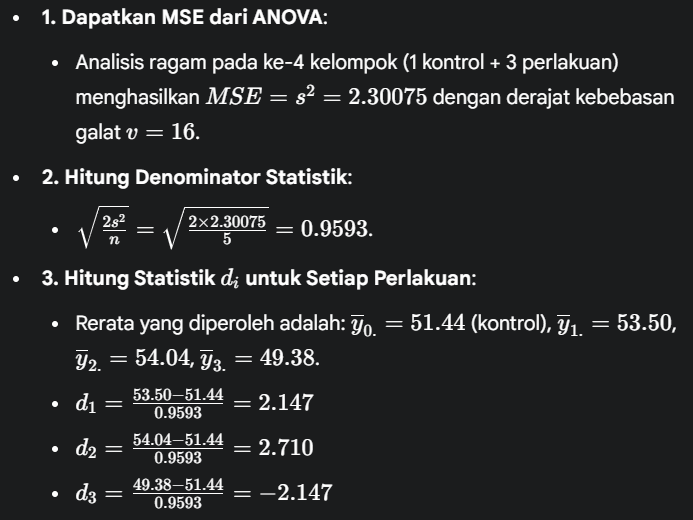 • 1. Dapatkan MSE dari ANOVA:
• Analisis ragam pada ke-4 kelompok (1 kontrol + 3 perlakuan)
menghasilkan $MSE = s^2 = 2.30075$ dengan derajat kebebasan
galat $v = 16$.
• 2. Hitung Denominator Statistik:
• $\sqrt{\frac{2s^2}{n}} = \sqrt{\frac{2 \times 2.30075}{5}} = 0.9593$.
• 3. Hitung Statistik $d_i$ untuk Setiap Perlakuan:
• Rerata yang diperoleh adalah: $\overline{y}_{0.} = 51.44$ (kontrol), $\overline{y}_{1.} = 53.50$,
$\overline{y}_{2.} = 54.04$, $\overline{y}_{3.} = 49.38$.
• $d_1 = \frac{53.50-51.44}{0.9593} = 2.147$
• $d_2 = \frac{54.04-51.44}{0.9593} = 2.710$
• $d_3 = \frac{49.38-51.44}{0.9593} = -2.147$